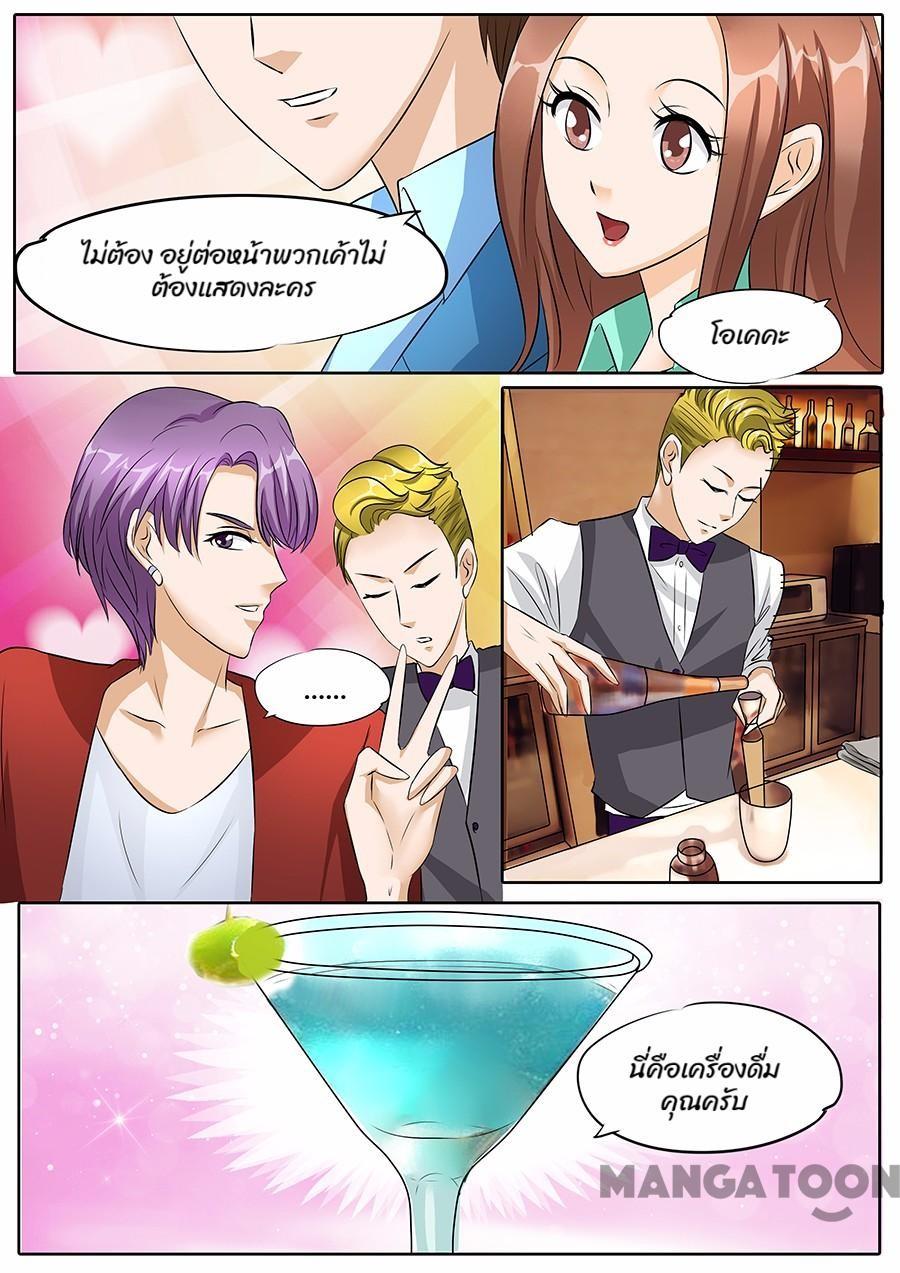 ไม่ต้อง อยู่ต่อหน้าพวกเค้าไม่
ต้องแสดงละคร
โอเคคะ
......
นี่คือเครื่องดื่ม
คุณครับ
MANGATOON